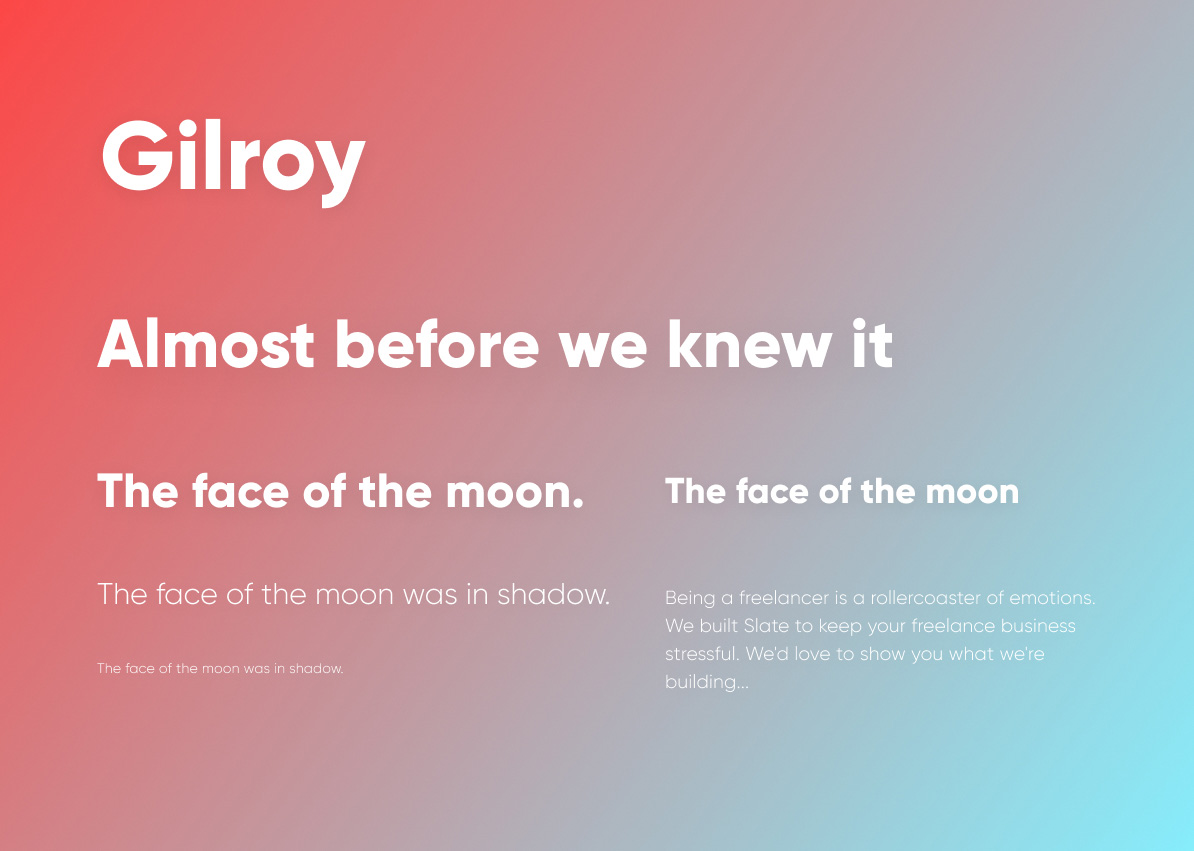 Gilroy
Almost before we knew it
The face of the moon.
The face of the moon
The face of the moon was in shadow.
The face of the moon was in shadow.
Being a freelancer is a rollercoaster of emotions.
We built Slate to keep your freelance business
stressful. We'd love to show you what we're
building...